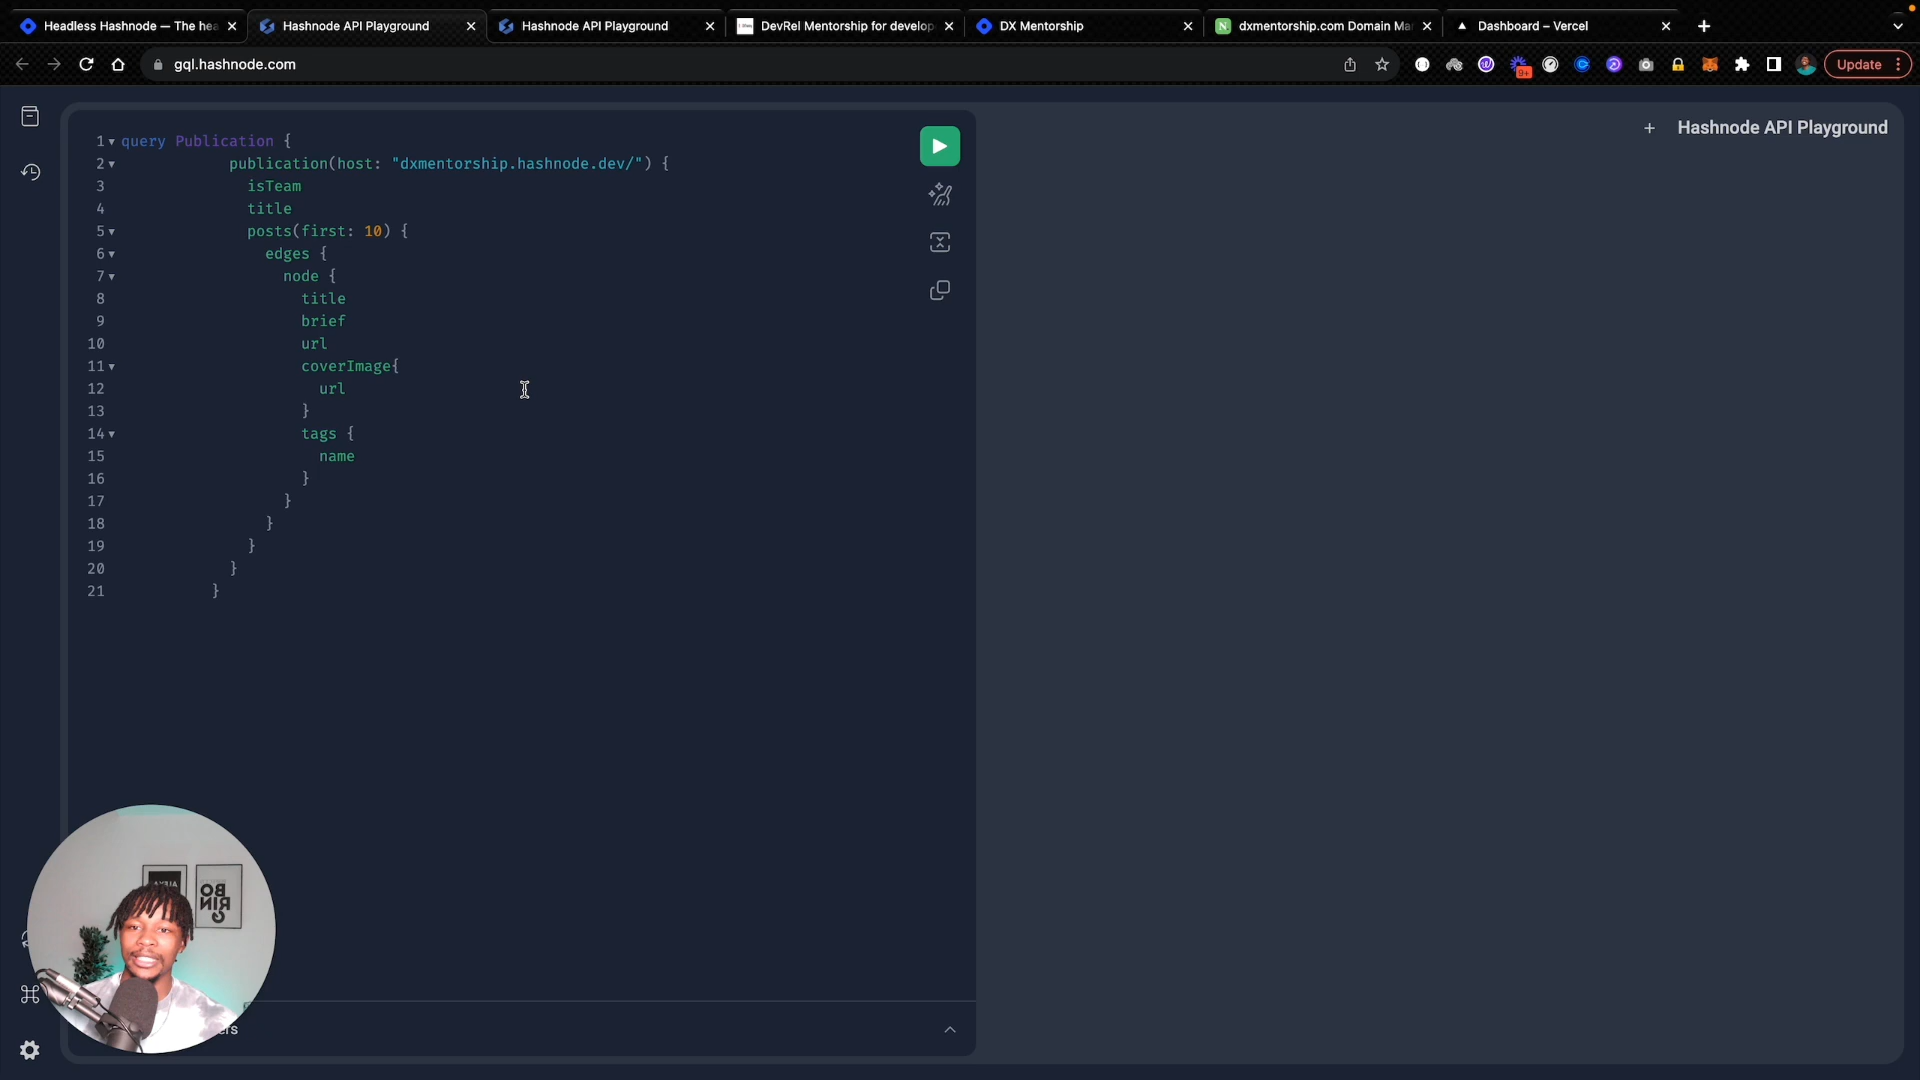 Headless Hashnode — The hea
Hashnode API Playground
Hashnode API Playground
DevRel Mentorship for develop
DX Mentorship
dxmentorship.com Domain Ma
Dashboard – Vercel
gql.hashnode.com
9+
Update
Hashnode API Playground
1 query Publication {
2 publication(host: "dxmentorship.hashnode.dev/") {
3 isTeam
4 title
5 posts(first: 10) {
6 edges {
7 node {
8 title
9 brief
10 url
11 coverImage{
12 url
13 }
14 tags {
15 name
16 }
17 }
18 }
19 }
20 }
21 }